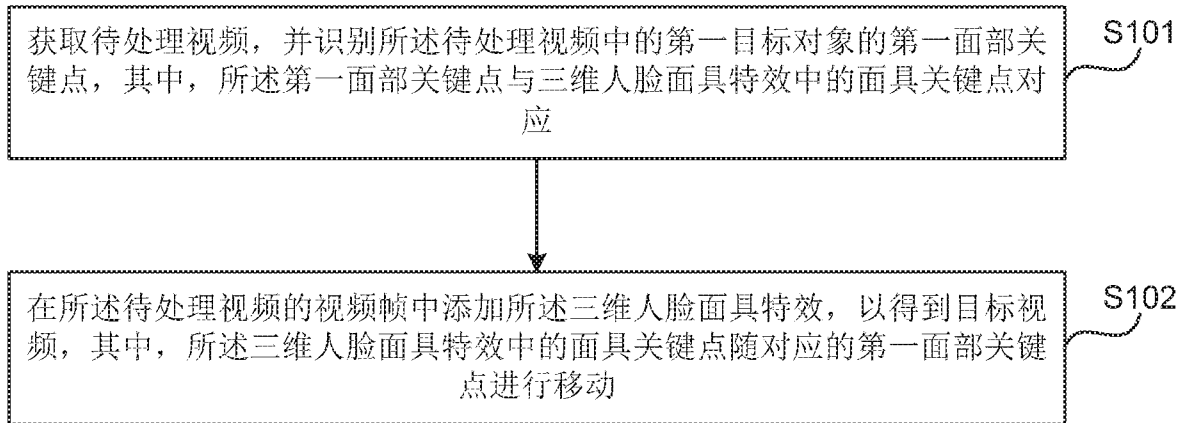 获取待处理视频，并识别所述待处理视频中的第一目标对象的第一面部关
键点，其中，所述第一面部关键点与三维人脸面具特效中的面具关键点对
应
S101
在所述待处理视频的视频帧中添加所述三维人脸面具特效，以得到目标视
频，其中，所述三维人脸面具特效中的面具关键点随对应的第一面部关键
点进行移动
S102